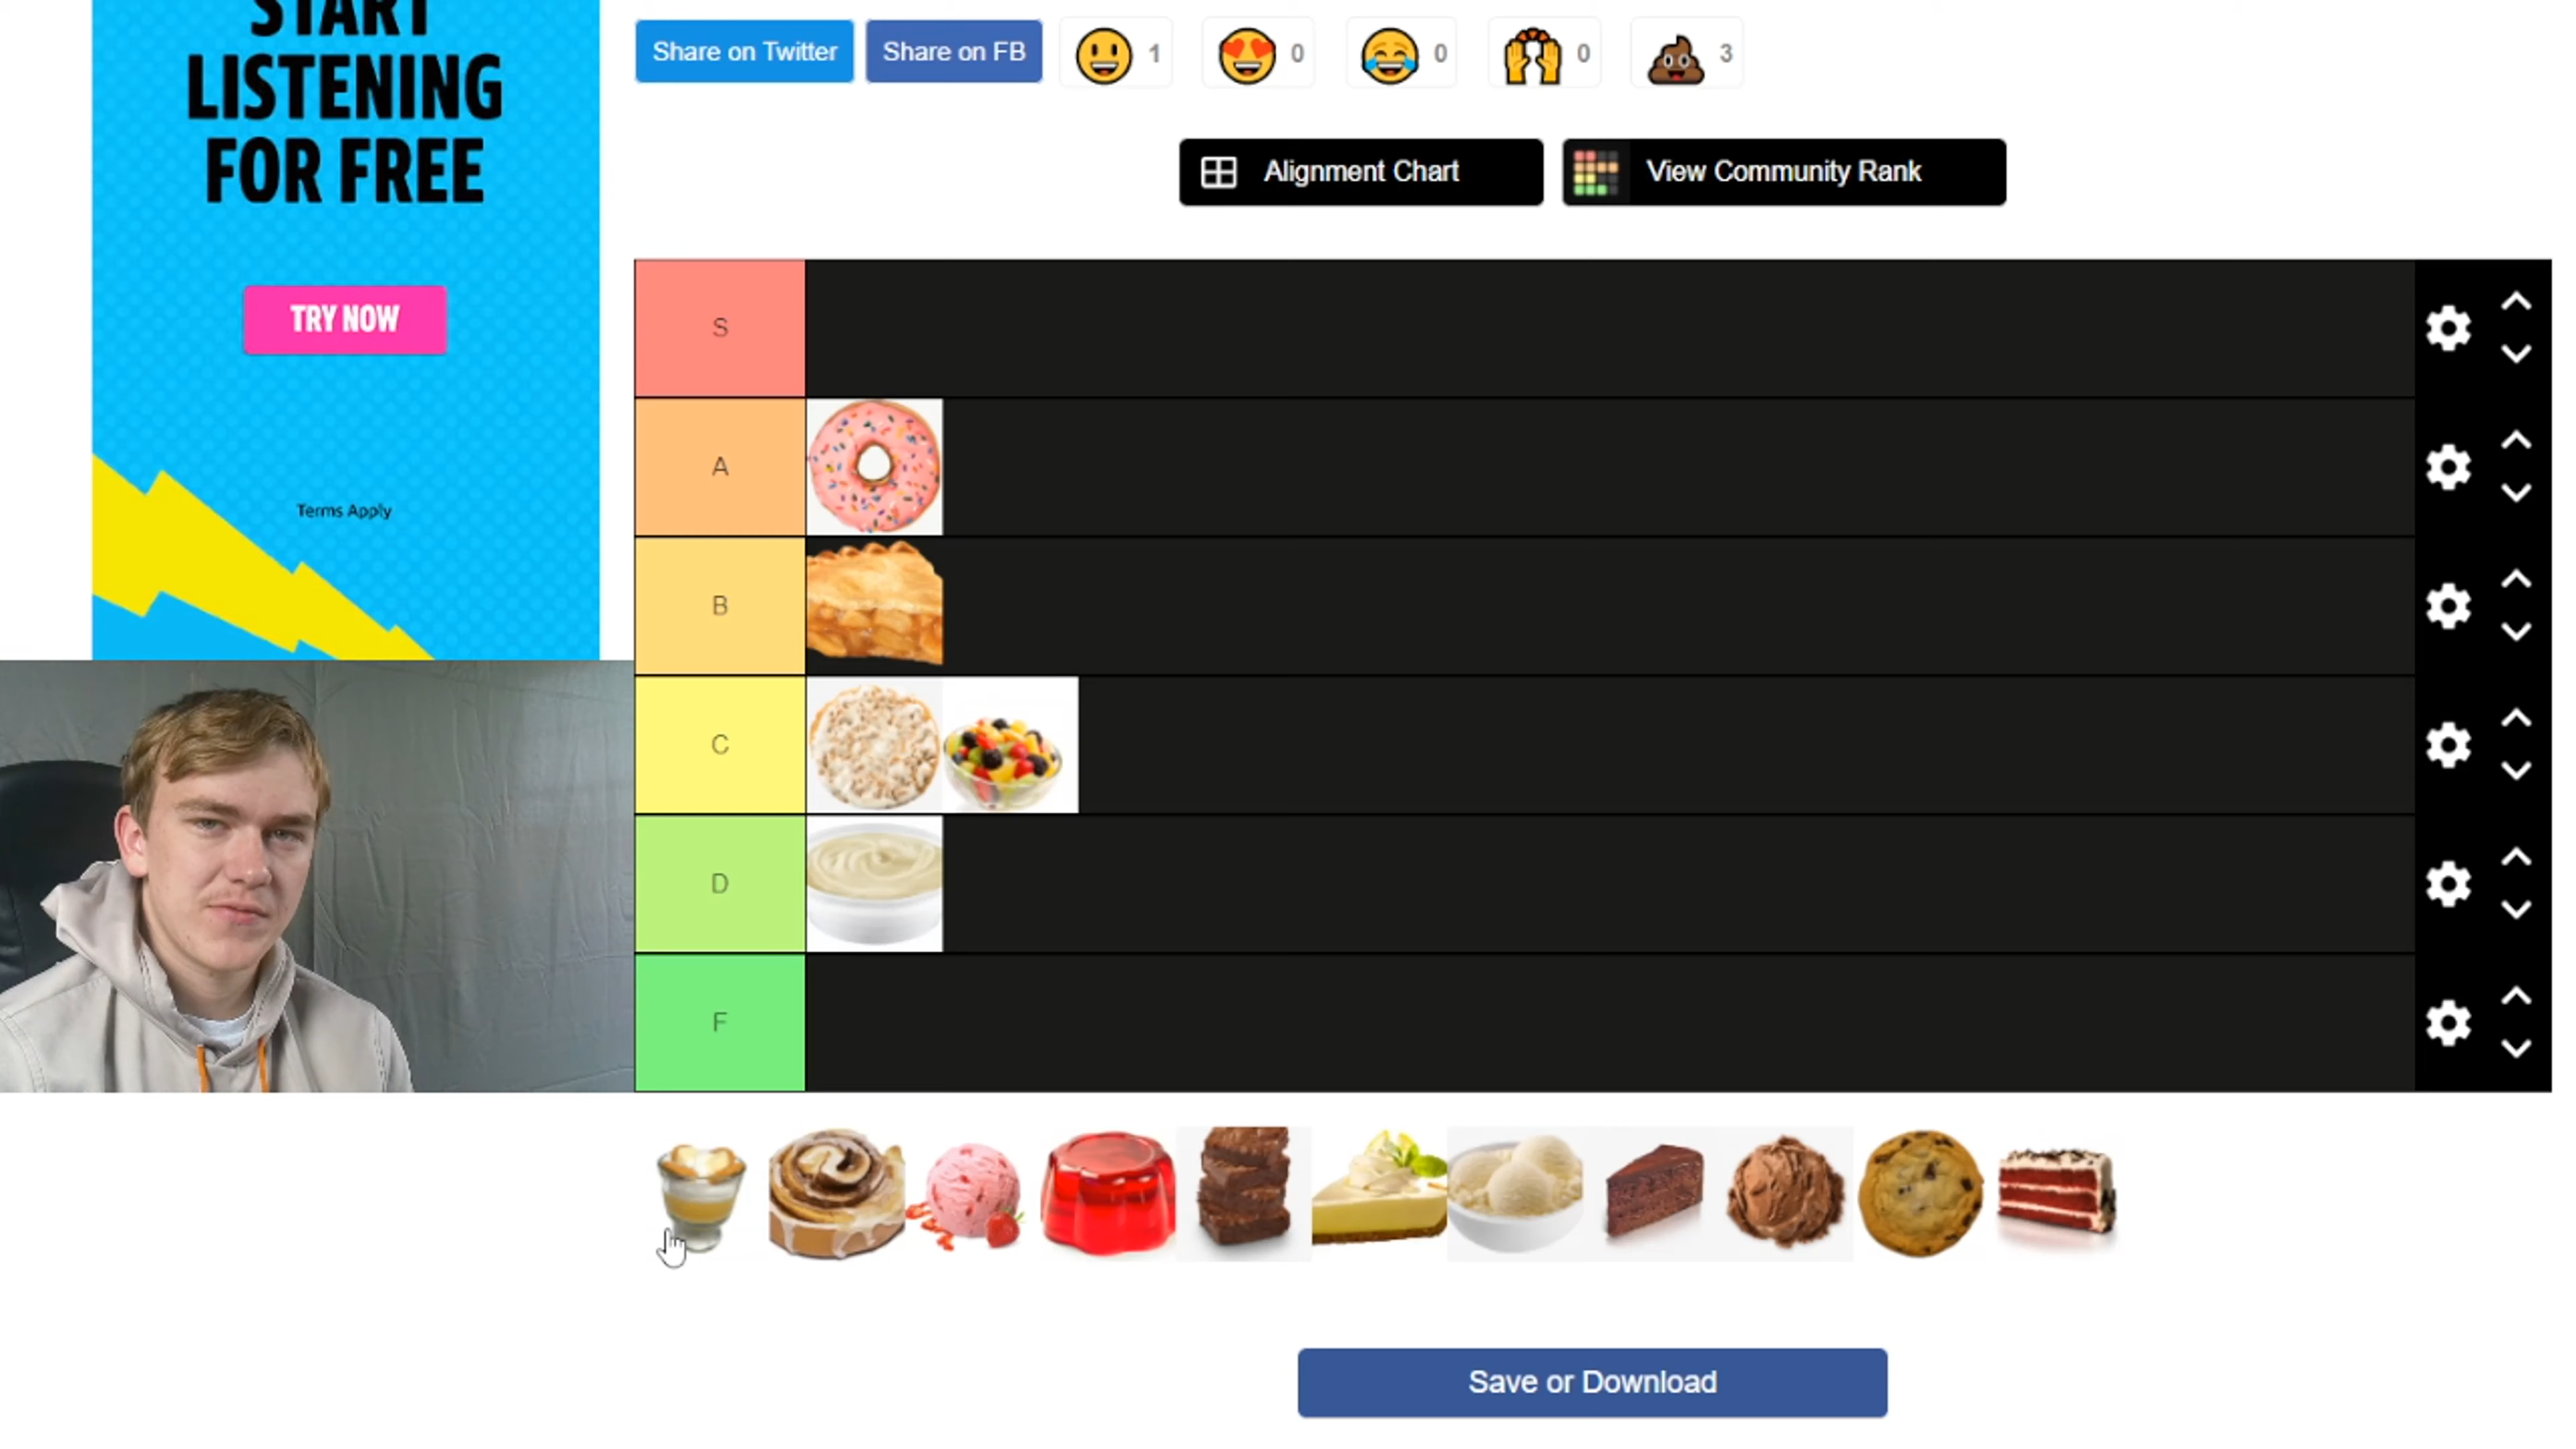 START
LISTENING
FOR FREE
TRY NOW
Terms Apply
Share on Twitter
Share on FB
1
0
0
0
3
Alignment Chart
View Community Rank
S
A
B
C
D
F
Save or Download